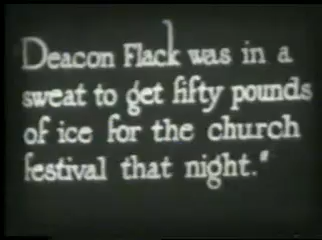 Deacon Flack was in a
sweat to get fifty pounds
of ice for the church
festival that night."